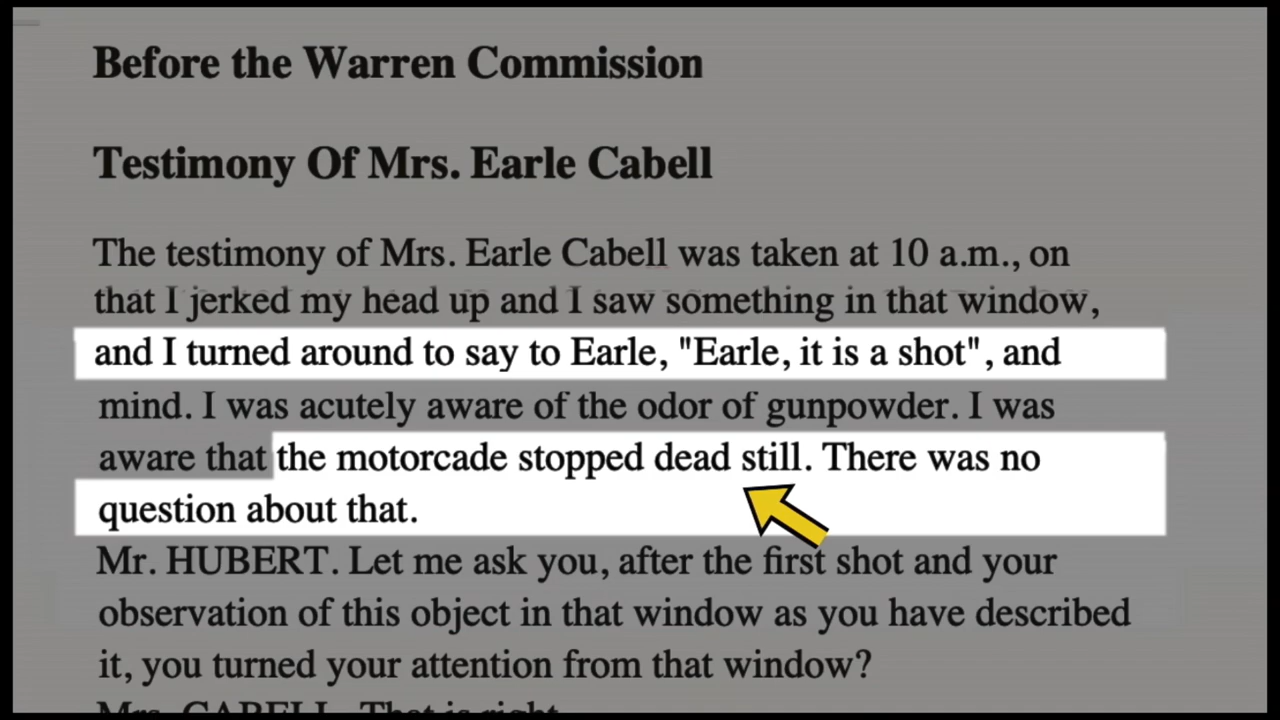 Before the Warren Commission
Testimony Of Mrs. Earle Cabell
The testimony of Mrs. Earle Cabell was taken at 10 a.m., on
that I jerked my head up and I saw something in that window,
and I turned around to say to Earle, "Earle, it is a shot", and
mind. I was acutely aware of the odor of gunpowder. I was
aware that the motorcade stopped dead still. There was no
question about that.
Mr. HUBERT. Let me ask you, after the first shot and your
observation of this object in that window as you have described
it, you turned your attention from that window?
Mrs. CABELL. That is right.